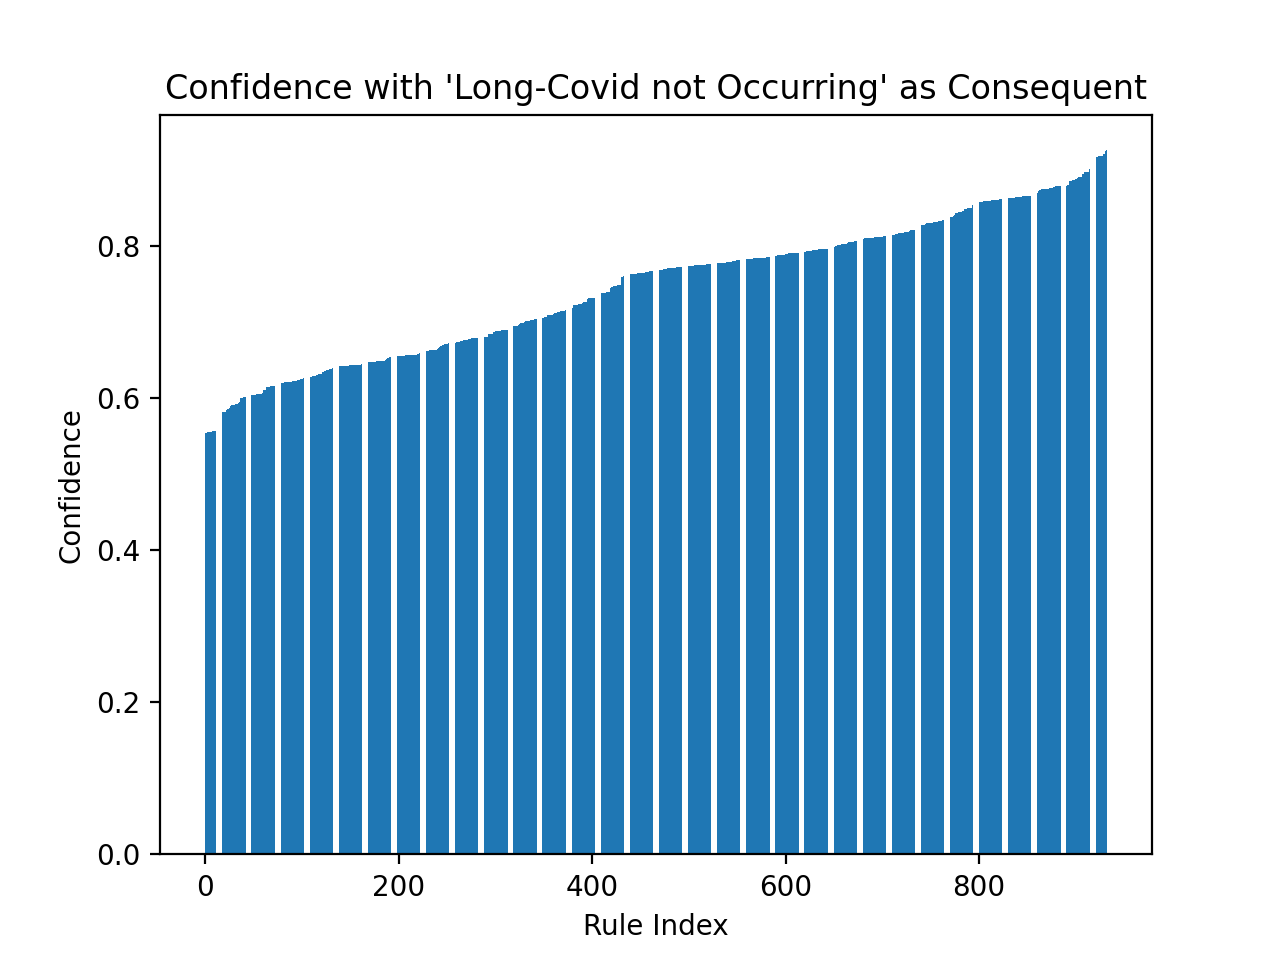 Confidence with 'Long-Covid not Occurring' as Consequent
Confidence
0.8
0.6
0.4
0.2
0.0
0 200 400 600 800
Rule Index